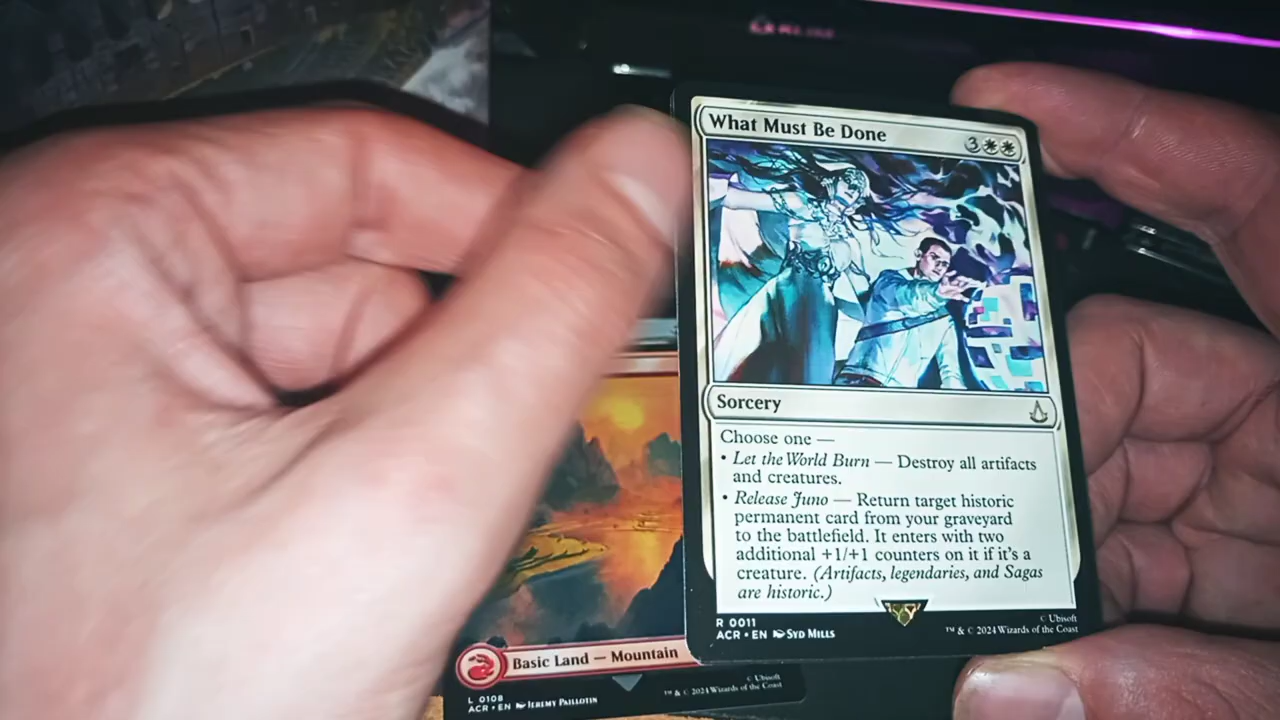 What Must Be Done 3
Sorcery
Choose one —
• Let the World Burn — Destroy all artifacts
and creatures.
• Release Juno — Return target historic
permanent card from your graveyard
to the battlefield. It enters with two
additional +1/+1 counters on it if it's a
creature. (Artifacts, legendaries, and Sagas
are historic.)
R 0011
ACR • EN SYD MILLS
© Ubisoft
™ & © 2024 Wizards of the Coast
Basic Land — Mountain
L 0108
ACR • EN JEREMY PAILLOTIN
© Ubisoft
™ & © 2024 Wizards of the Coast